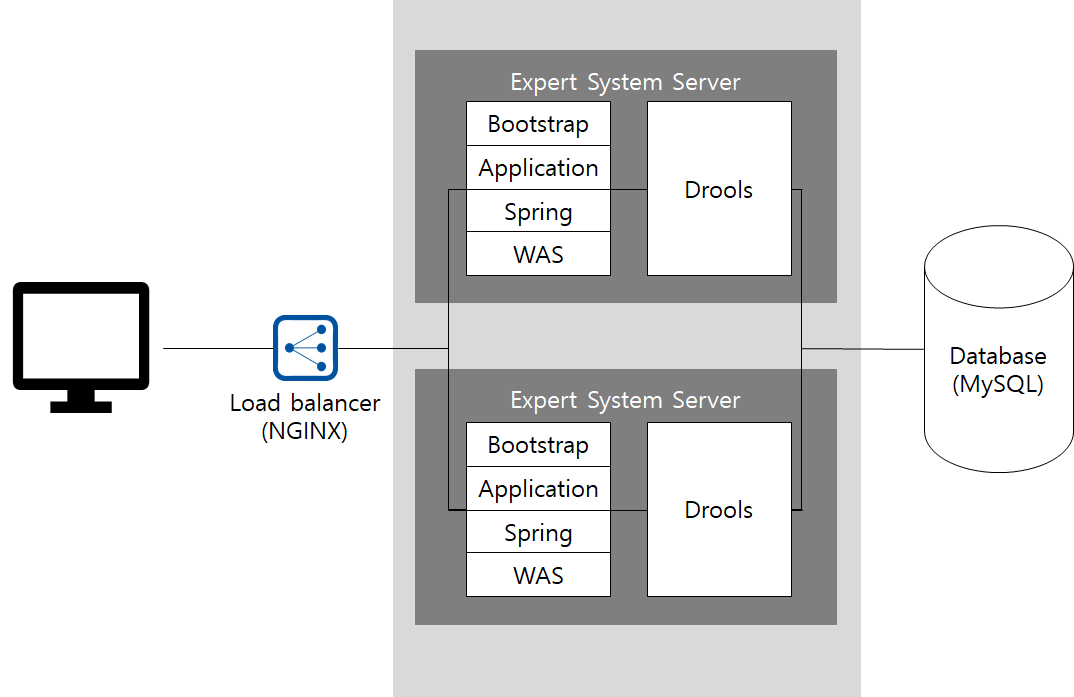 Expert System Server
Bootstrap
Application
Spring
WAS
Drools
Load balancer
(NGINX)
Database
(MySQL)
Expert System Server
Bootstrap
Application
Spring
WAS
Drools